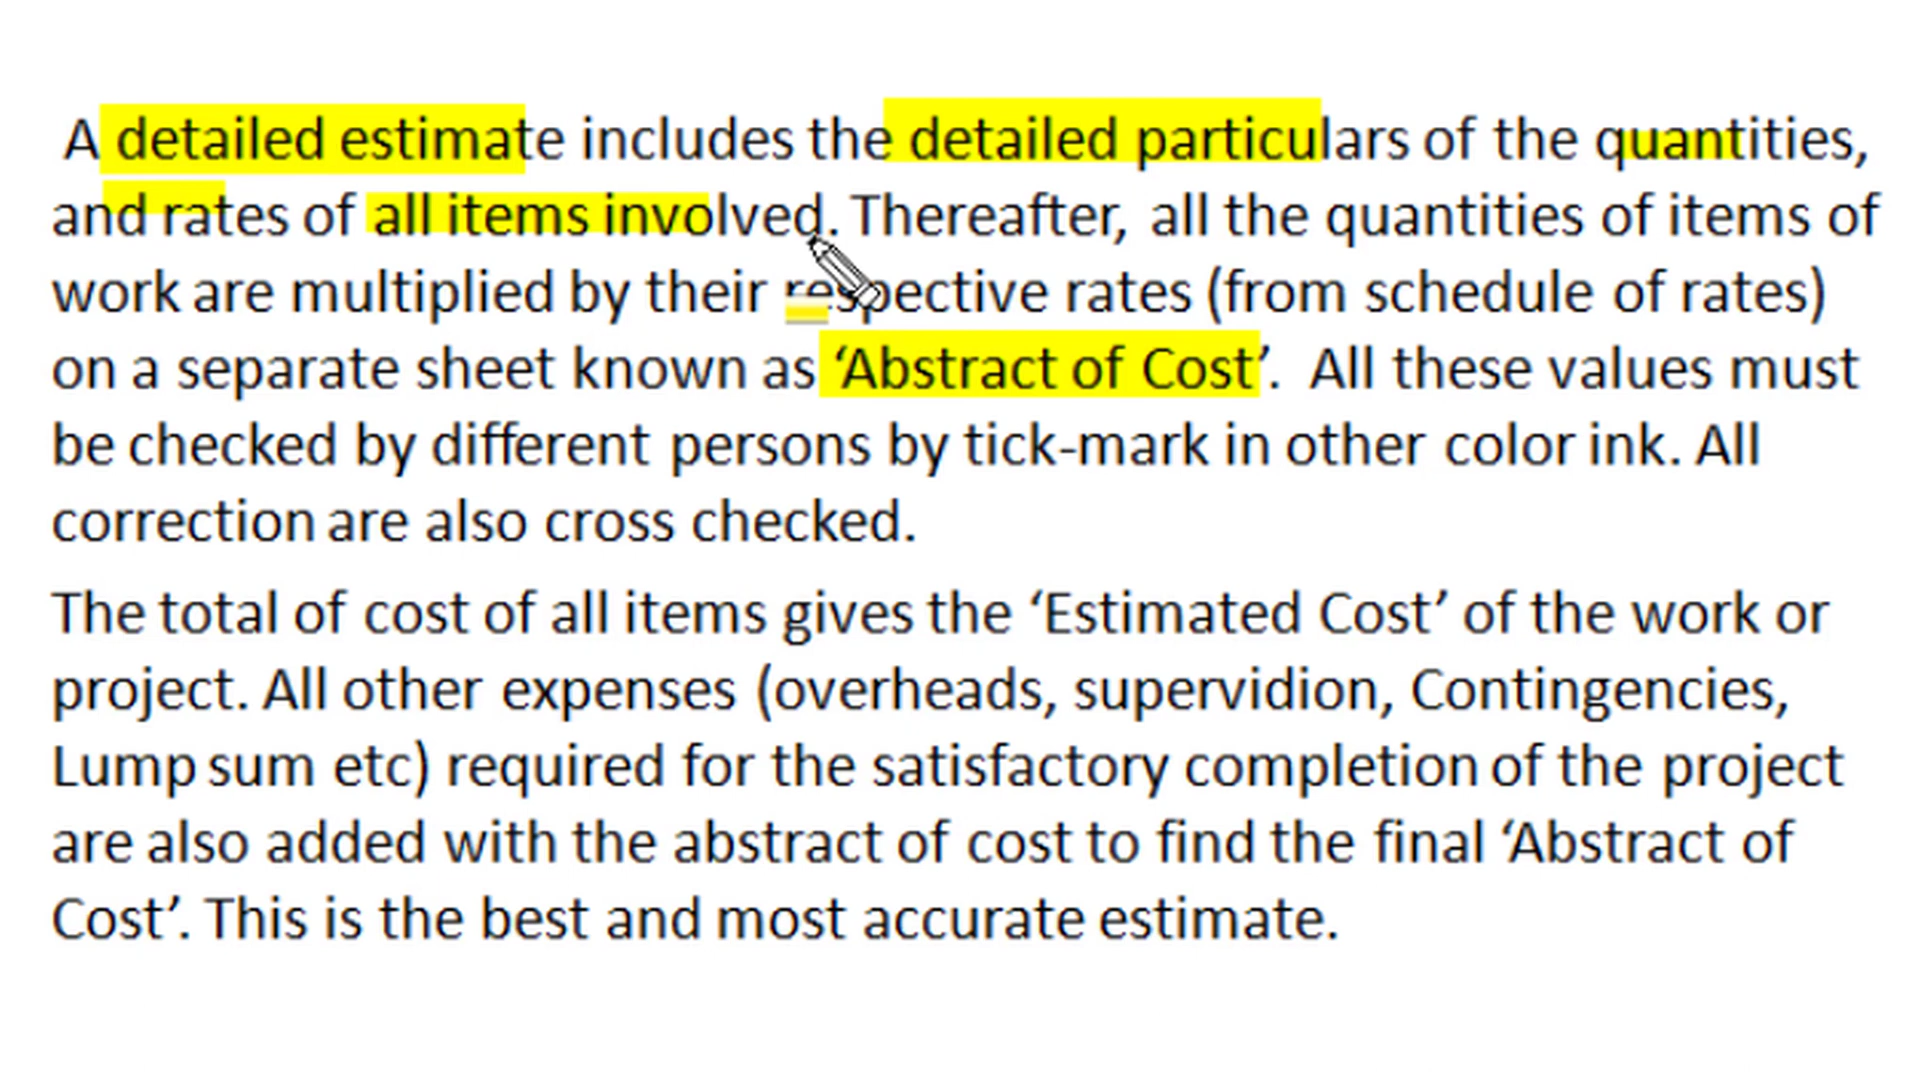 A detailed estimate includes the detailed particulars of the quantities,
and rates of all items involved. Thereafter, all the quantities of items of
work are multiplied by their respective rates (from schedule of rates)
on a separate sheet known as ‘Abstract of Cost’. All these values must
be checked by different persons by tick-mark in other color ink. All
correction are also cross checked.
The total of cost of all items gives the ‘Estimated Cost’ of the work or
project. All other expenses (overheads, supervidion, Contingencies,
Lump sum etc) required for the satisfactory completion of the project
are also added with the abstract of cost to find the final ‘Abstract of
Cost’. This is the best and most accurate estimate.